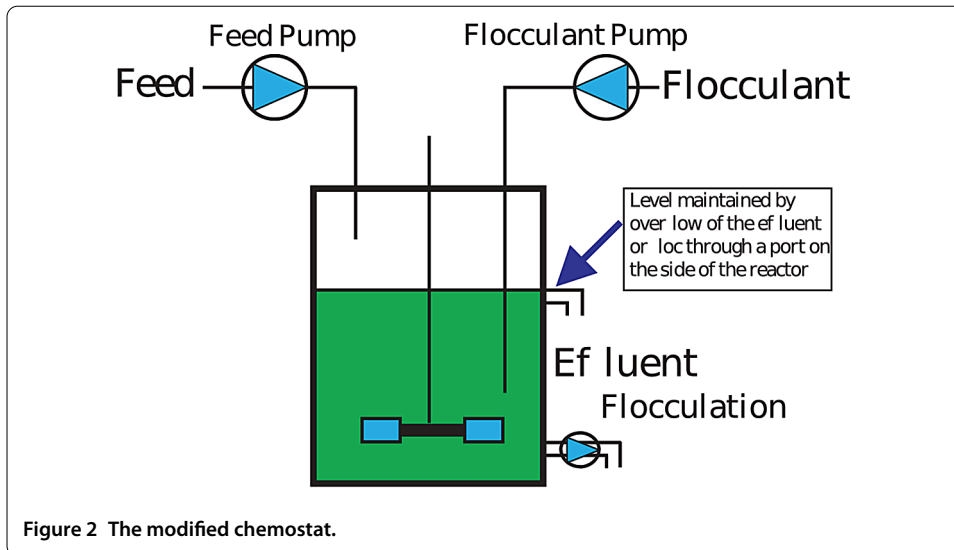 Feed Pump
Flocculant Pump
Feed
Flocculant
Level maintained by
over low of the ef luent
or loc through a port on
the side of the reactor
Ef luent
Flocculation
Figure 2 The modified chemostat.